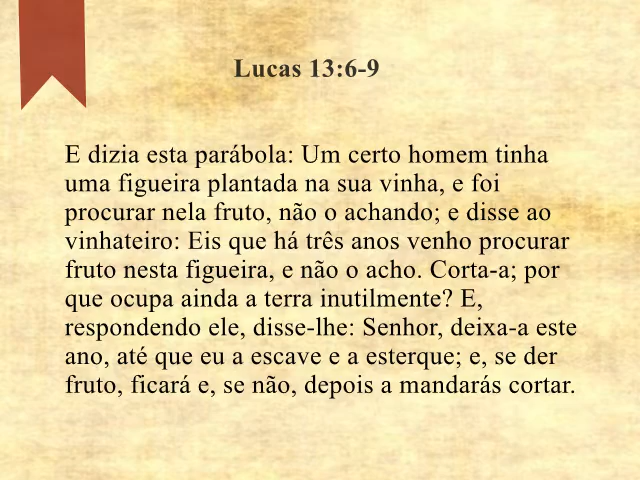 Lucas 13:6-9
E dizia esta parábola: Um certo homem tinha
uma figueira plantada na sua vinha, e foi
procurar nela fruto, não o achando; e disse ao
vinhateiro: Eis que há três anos venho procurar
fruto nesta figueira, e não o acho. Corta-a; por
que ocupa ainda a terra inutilmente? E,
respondendo ele, disse-lhe: Senhor, deixa-a este
ano, até que eu a escave e a esterque; e, se der
fruto, ficará e, se não, depois a mandarás cortar.